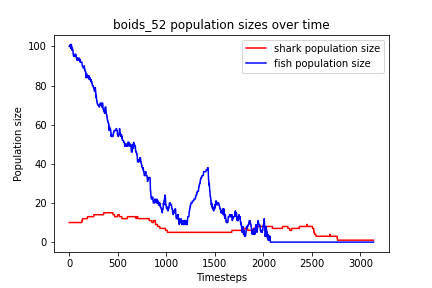 boids_52 population sizes over time
shark population size
fish population size
Population size
100
80
60
40
20
0
0
500
1000
1500
2000
2500
3000
Timesteps